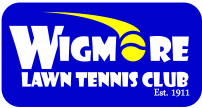 WIGMORE
LAWN TENNIS CLUB
Est. 1911